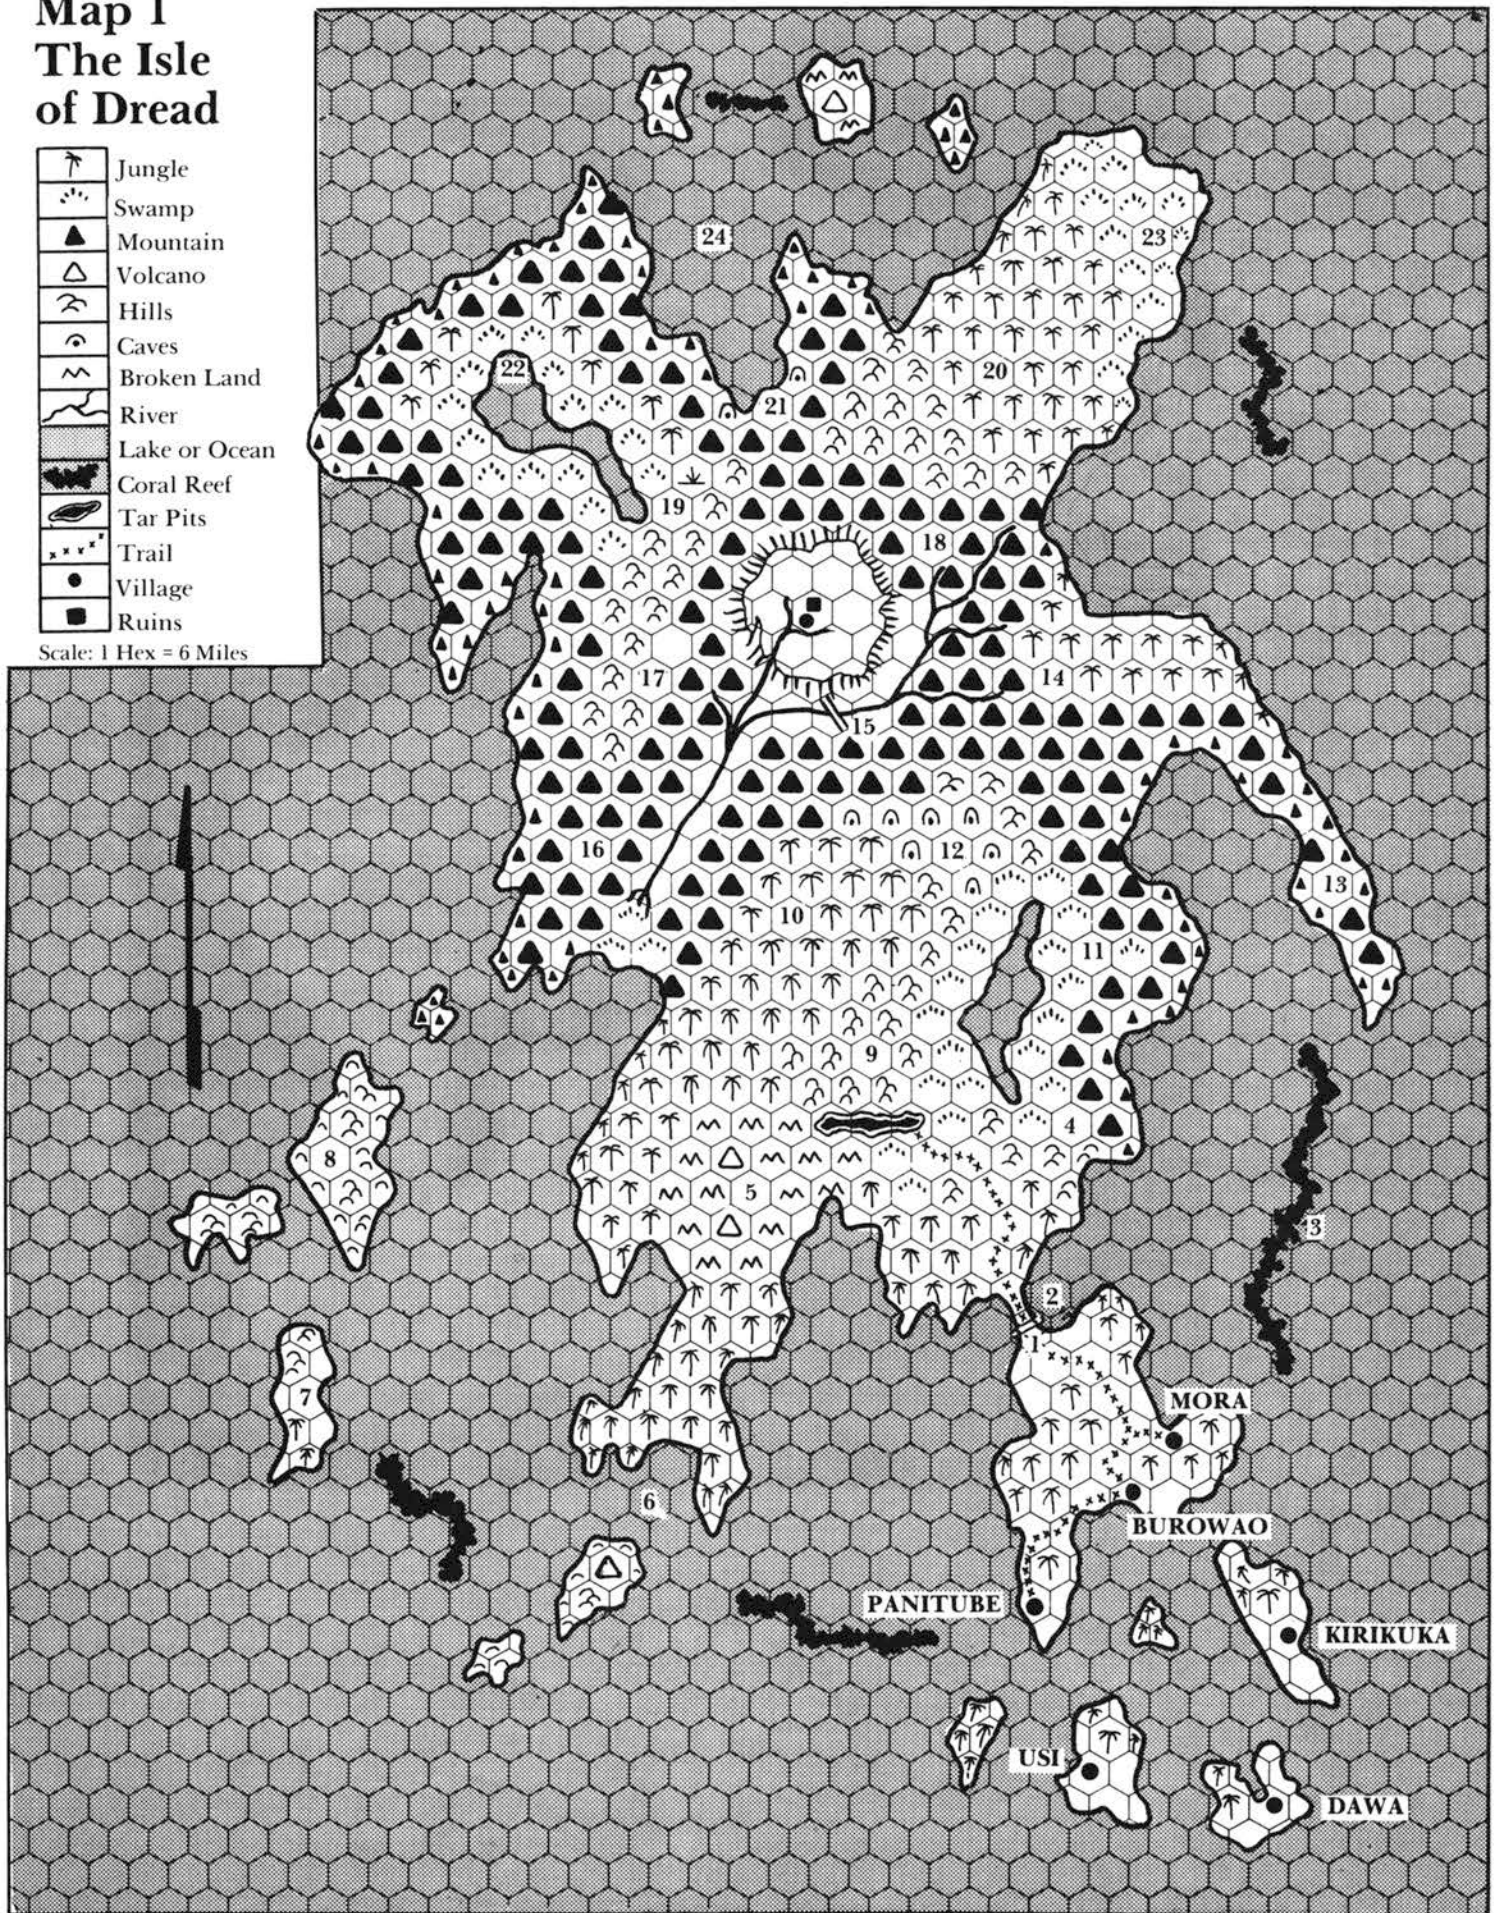 Map 1
The Isle
of Dread
Jungle
Swamp
Mountain
Volcano
Hills
Caves
Broken Land
River
Lake or Ocean
Coral Reef
Tar Pits
Trail
Village
Ruins
Scale: 1 Hex = 6 Miles
24
23
22
20
21
19
18
17
14
15
16
12
13
10
11
9
4
8
5
3
2
1
7
MORA
6
BUROWAO
PANITUBE
KIRIKUKA
USI
DAWA